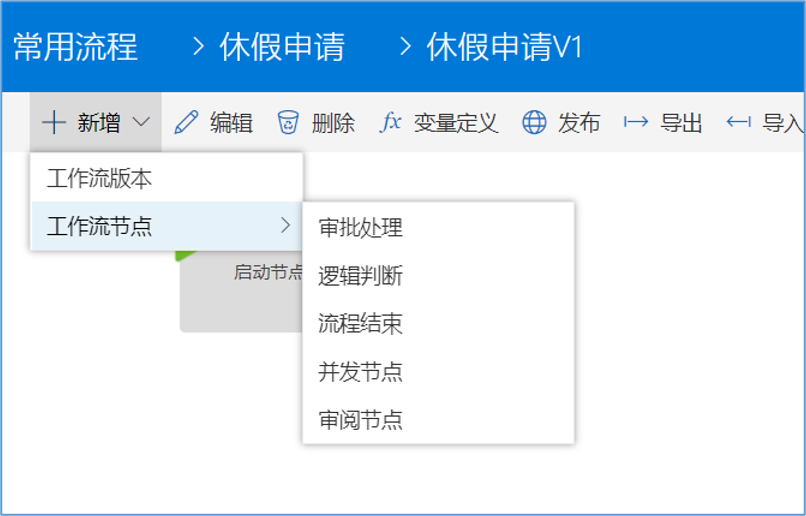 常用流程 > 休假申请 > 休假申请V1
新增 编辑 删除 fx 变量定义 发布 导出 导入
工作流版本
工作流节点
审批处理
逻辑判断
启动节点
流程结束
并发节点
审阅节点